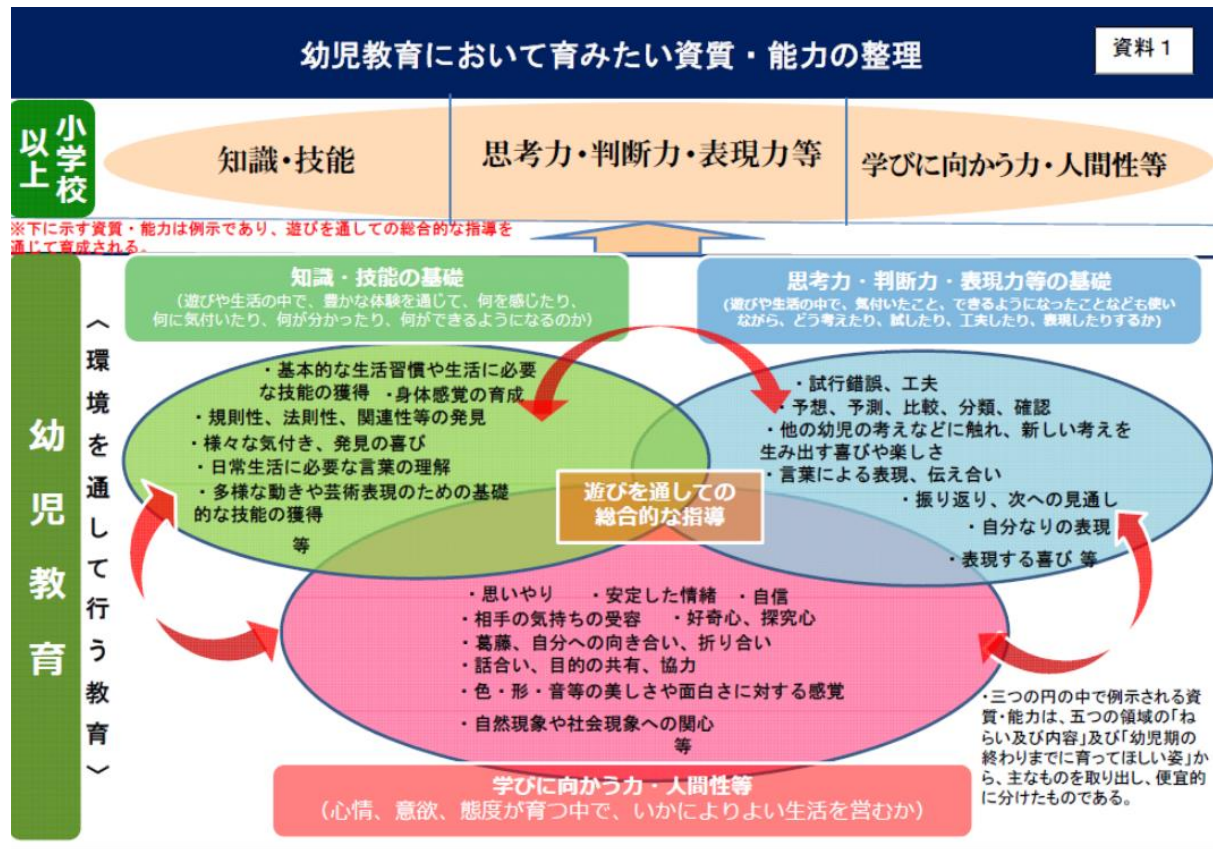 幼児教育において育みたい資質・能力の整理
資料1
小学校
以上
知識・技能
思考力・判断力・表現力等
学びに向かう力・人間性等
※下に示す資質・能力は例示であり、遊びを通しての総合的な指導を
通じて育成される。
幼児教育
〈環境を通して行う教育〉
知識・技能の基礎
（遊びや生活の中で、豊かな体験を通じて、何を感じたり、
何に気付いたり、何が分かったり、何ができるようになるのか）
思考力・判断力・表現力等の基礎
(遊びや生活の中で、気付いたこと、できるようになったことなども使い
ながら、どう考えたり、試したり、工夫したり、表現したりするか)
・基本的な生活習慣や生活に必要
な技能の獲得 ・身体感覚の育成
・規則性、法則性、関連性等の発見
・様々な気付き、発見の喜び
・日常生活に必要な言葉の理解
・多様な動きや芸術表現のための基礎
的な技能の獲得
等
・試行錯誤、工夫
・予想、予測、比較、分類、確認
・他の幼児の考えなどに触れ、新しい考えを
生み出す喜びや楽しさ
・言葉による表現、伝え合い
・振り返り、次への見通し
・自分なりの表現
・表現する喜び 等
遊びを通しての
総合的な指導
・思いやり ・安定した情緒 ・自信
・相手の気持ちの受容 ・好奇心、探究心
・葛藤、自分への向き合い、折り合い
・話合い、目的の共有、協力
・色・形・音等の美しさや面白さに対する感覚
・自然現象や社会現象への関心
等
・三つの円の中で例示される資
質・能力は、五つの領域の「ね
らい及び内容」及び「幼児期の
終わりまでに育ってほしい姿」か
ら、主なものを取り出し、便宜的
に分けたものである。
学びに向かう力・人間性等
（心情、意欲、態度が育つ中で、いかによりよい生活を営むか）